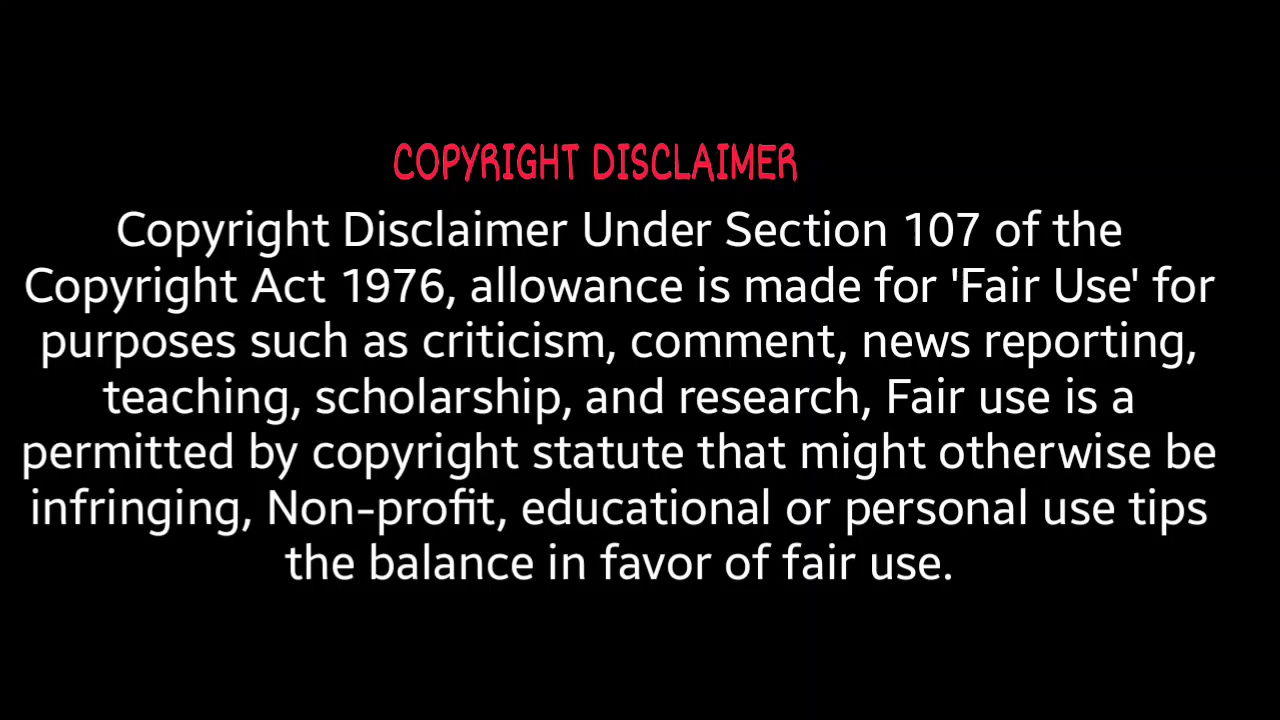 COPYRIGHT DISCLAIMER
Copyright Disclaimer Under Section 107 of the
Copyright Act 1976, allowance is made for 'Fair Use' for
purposes such as criticism, comment, news reporting,
teaching, scholarship, and research, Fair use is a
permitted by copyright statute that might otherwise be
infringing, Non-profit, educational or personal use tips
the balance in favor of fair use.